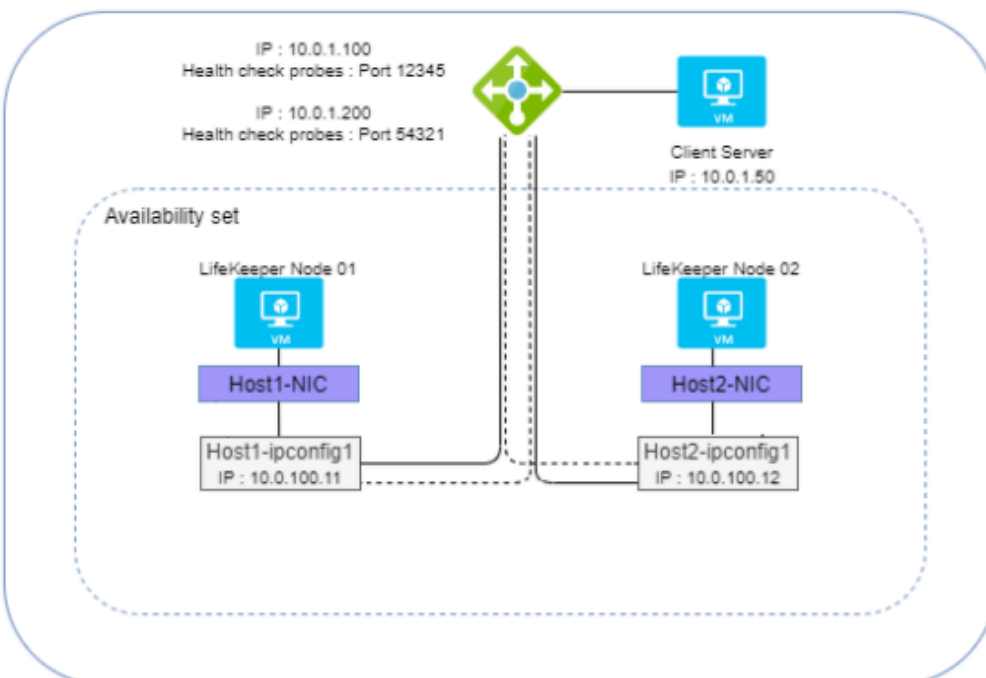 IP : 10.0.1.100
Health check probes : Port 12345
IP : 10.0.1.200
Health check probes : Port 54321
VM
Client Server
IP : 10.0.1.50
Availability set
LifeKeeper Node 01
VM
Host1-NIC
Host1-ipconfig1
IP : 10.0.100.11
LifeKeeper Node 02
VM
Host2-NIC
Host2-ipconfig1
IP : 10.0.100.12